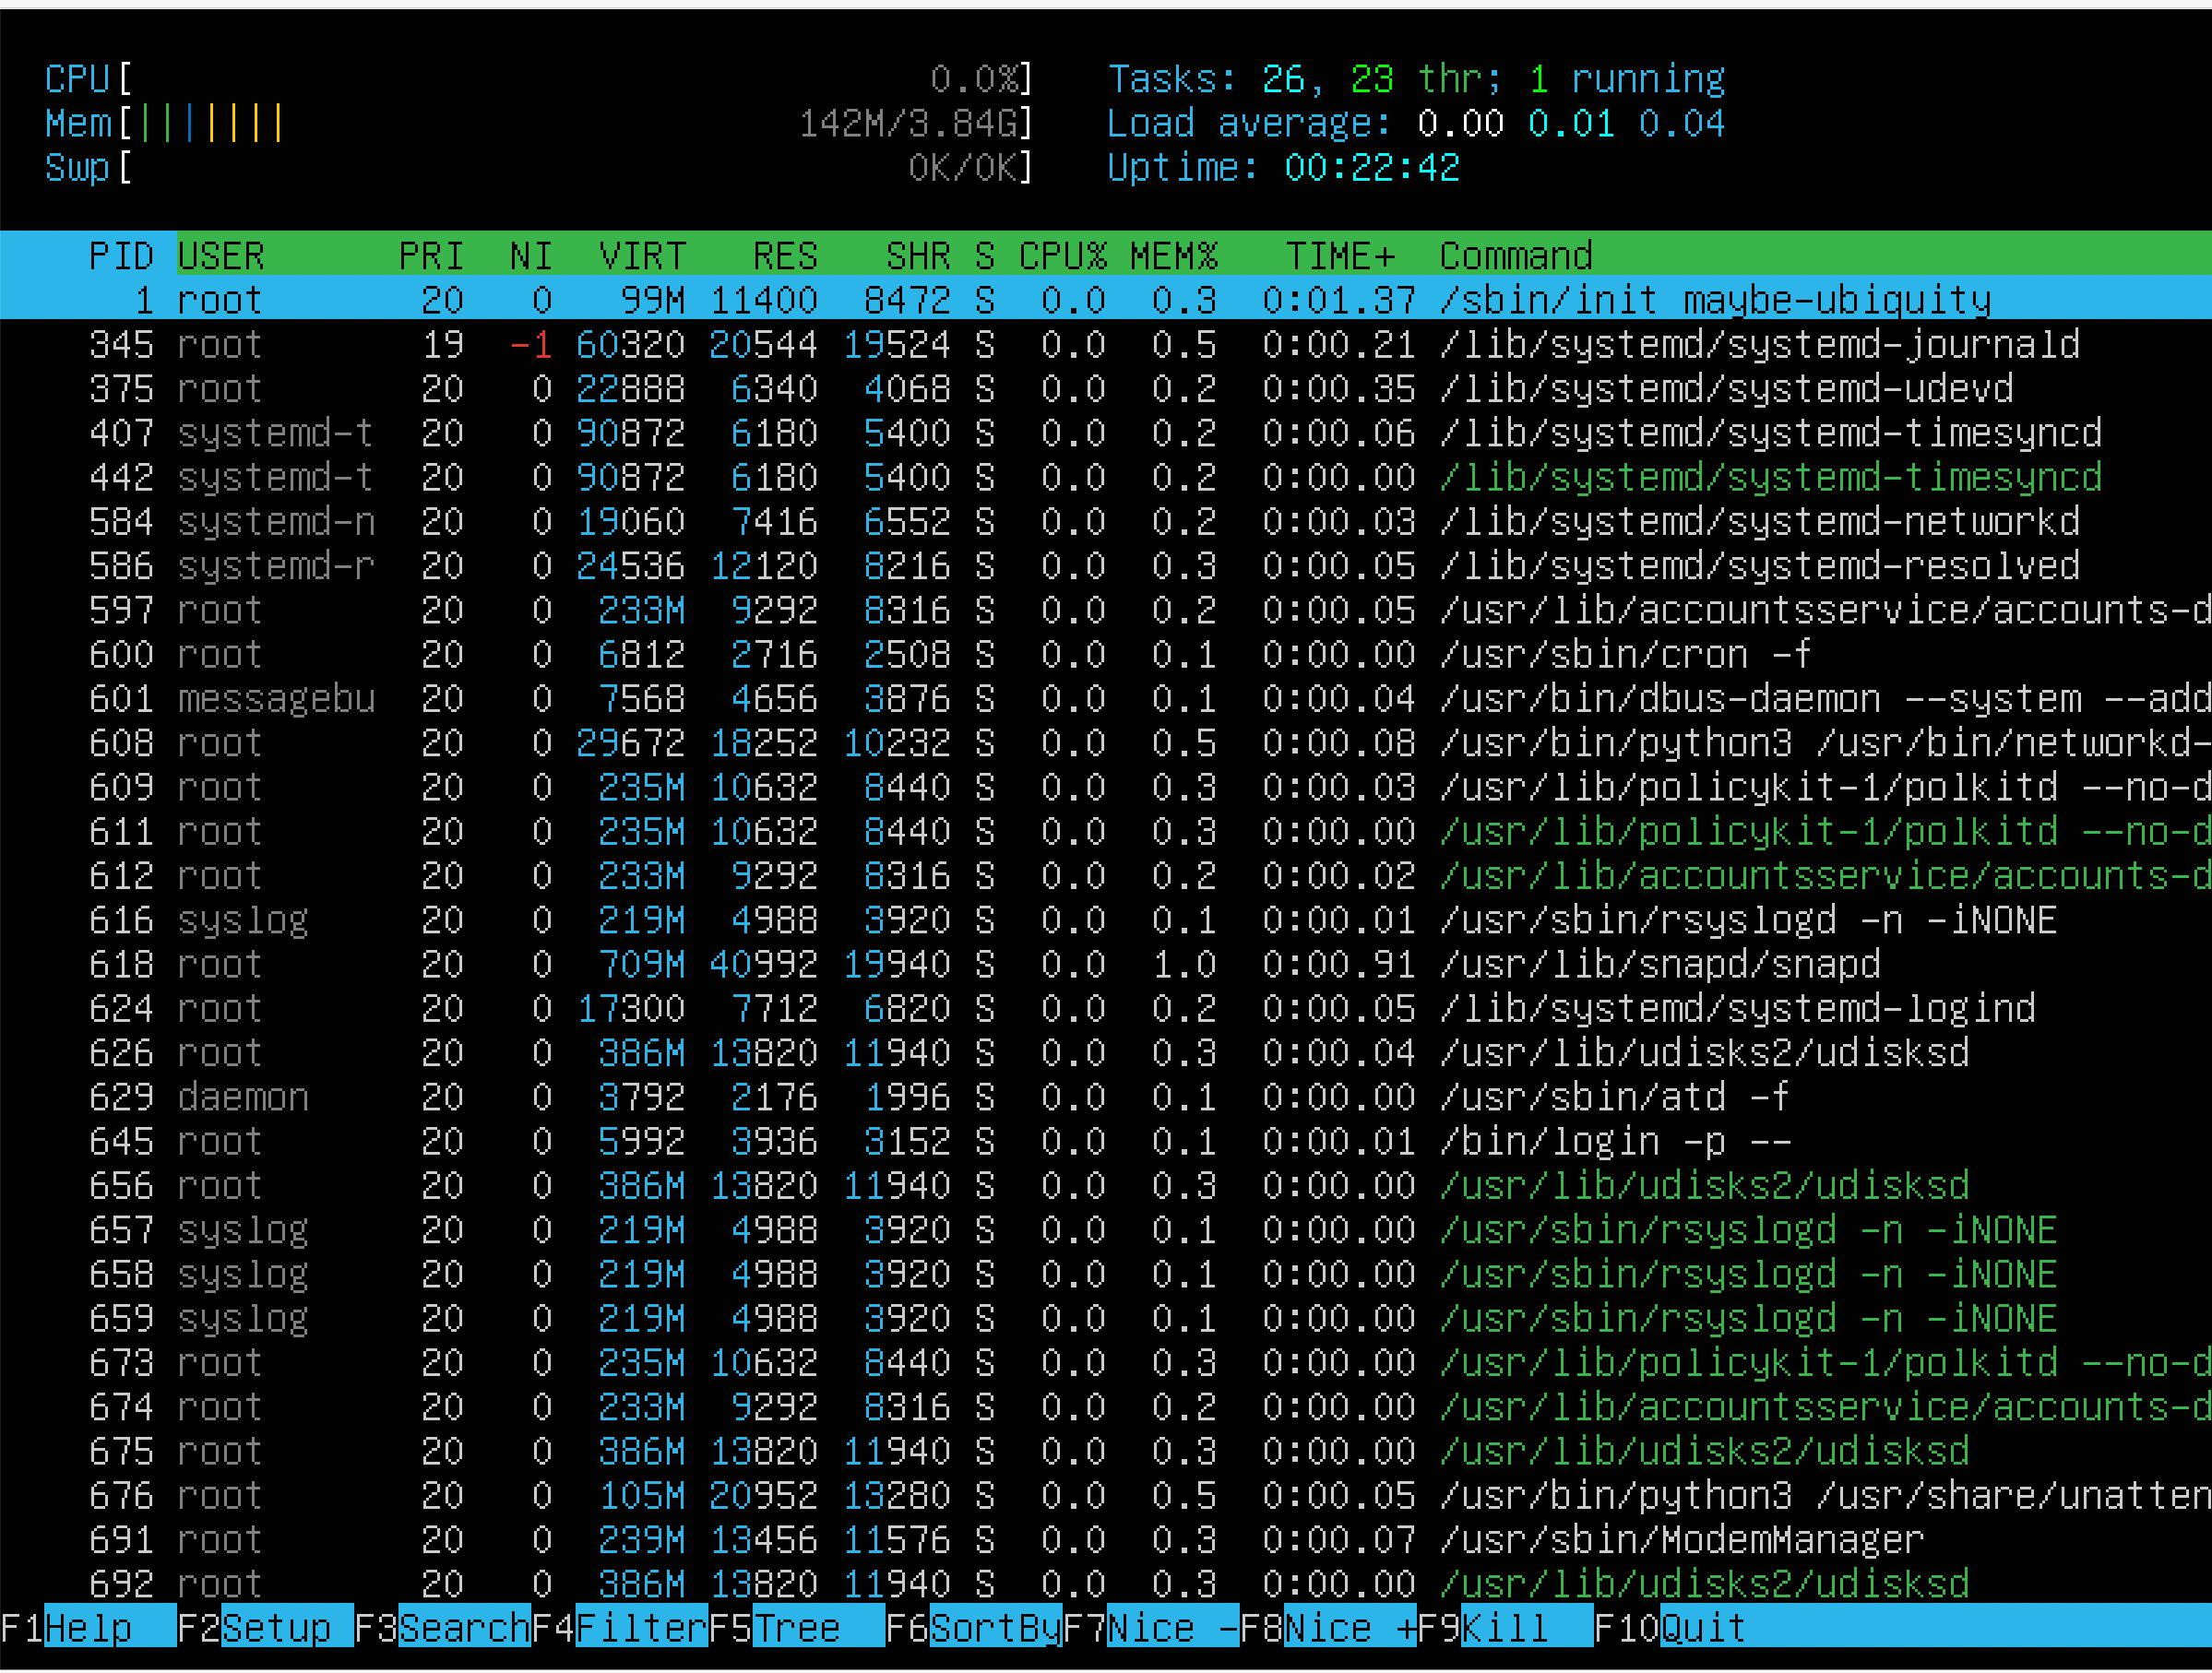 CPU[ 0.0%] Tasks: 26, 23 thr; 1 running
Mem[||||||| 142M/3.84G] Load average: 0.00 0.01 0.04
Swp[ 0K/0K] Uptime: 00:22:42
PID USER PRI NI VIRT RES SHR S CPU% MEM% TIME+ Command
1 root 20 0 99M 11400 8472 S 0.0 0.3 0:01.37 /sbin/init maybe-ubiquity
345 root 19 -1 60320 20544 19524 S 0.0 0.5 0:00.21 /lib/systemd/systemd-journald
375 root 20 0 22888 6340 4068 S 0.0 0.2 0:00.35 /lib/systemd/systemd-udevd
407 systemd-t 20 0 90872 6180 5400 S 0.0 0.2 0:00.06 /lib/systemd/systemd-timesyncd
442 systemd-t 20 0 90872 6180 5400 S 0.0 0.2 0:00.00 /lib/systemd/systemd-timesyncd
584 systemd-n 20 0 19060 7416 6552 S 0.0 0.2 0:00.03 /lib/systemd/systemd-networkd
586 systemd-r 20 0 24536 12120 8216 S 0.0 0.3 0:00.05 /lib/systemd/systemd-resolved
597 root 20 0 233M 9292 8316 S 0.0 0.2 0:00.05 /usr/lib/accountsservice/accounts-d
600 root 20 0 6812 2716 2508 S 0.0 0.1 0:00.00 /usr/sbin/cron -f
601 messagebu 20 0 7568 4656 3876 S 0.0 0.1 0:00.04 /usr/bin/dbus-daemon --system --add
608 root 20 0 29672 18252 10232 S 0.0 0.5 0:00.08 /usr/bin/python3 /usr/bin/networkd-
609 root 20 0 235M 10632 8440 S 0.0 0.3 0:00.03 /usr/lib/policykit-1/polkitd --no-d
611 root 20 0 235M 10632 8440 S 0.0 0.3 0:00.00 /usr/lib/policykit-1/polkitd --no-d
612 root 20 0 233M 9292 8316 S 0.0 0.2 0:00.02 /usr/lib/accountsservice/accounts-d
616 syslog 20 0 219M 4988 3920 S 0.0 0.1 0:00.01 /usr/sbin/rsyslogd -n -iNONE
618 root 20 0 709M 40992 19940 S 0.0 1.0 0:00.91 /usr/lib/snapd/snapd
624 root 20 0 17300 7712 6820 S 0.0 0.2 0:00.05 /lib/systemd/systemd-logind
626 root 20 0 386M 13820 11940 S 0.0 0.3 0:00.04 /usr/lib/udisks2/udisksd
629 daemon 20 0 3792 2176 1996 S 0.0 0.1 0:00.00 /usr/sbin/atd -f
645 root 20 0 5992 3936 3152 S 0.0 0.1 0:00.01 /bin/login -p --
656 root 20 0 386M 13820 11940 S 0.0 0.3 0:00.00 /usr/lib/udisks2/udisksd
657 syslog 20 0 219M 4988 3920 S 0.0 0.1 0:00.00 /usr/sbin/rsyslogd -n -iNONE
658 syslog 20 0 219M 4988 3920 S 0.0 0.1 0:00.00 /usr/sbin/rsyslogd -n -iNONE
659 syslog 20 0 219M 4988 3920 S 0.0 0.1 0:00.00 /usr/sbin/rsyslogd -n -iNONE
673 root 20 0 235M 10632 8440 S 0.0 0.3 0:00.00 /usr/lib/policykit-1/polkitd --no-d
674 root 20 0 233M 9292 8316 S 0.0 0.2 0:00.00 /usr/lib/accountsservice/accounts-d
675 root 20 0 386M 13820 11940 S 0.0 0.3 0:00.00 /usr/lib/udisks2/udisksd
676 root 20 0 105M 20952 13280 S 0.0 0.5 0:00.05 /usr/bin/python3 /usr/share/unatten
691 root 20 0 239M 13456 11576 S 0.0 0.3 0:00.07 /usr/sbin/ModemManager
692 root 20 0 386M 13820 11940 S 0.0 0.3 0:00.00 /usr/lib/udisks2/udisksd
F1Help F2Setup F3SearchF4FilterF5Tree F6SortByF7Nice -F8Nice +F9Kill F10Quit